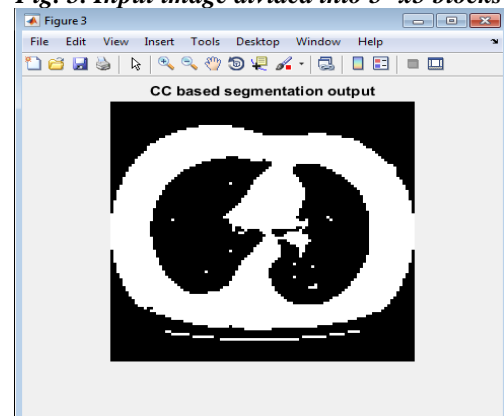 Fig. 3. Input image divided into 8 x8 blocks
Figure 3
File Edit View Insert Tools Desktop Window Help
CC based segmentation output